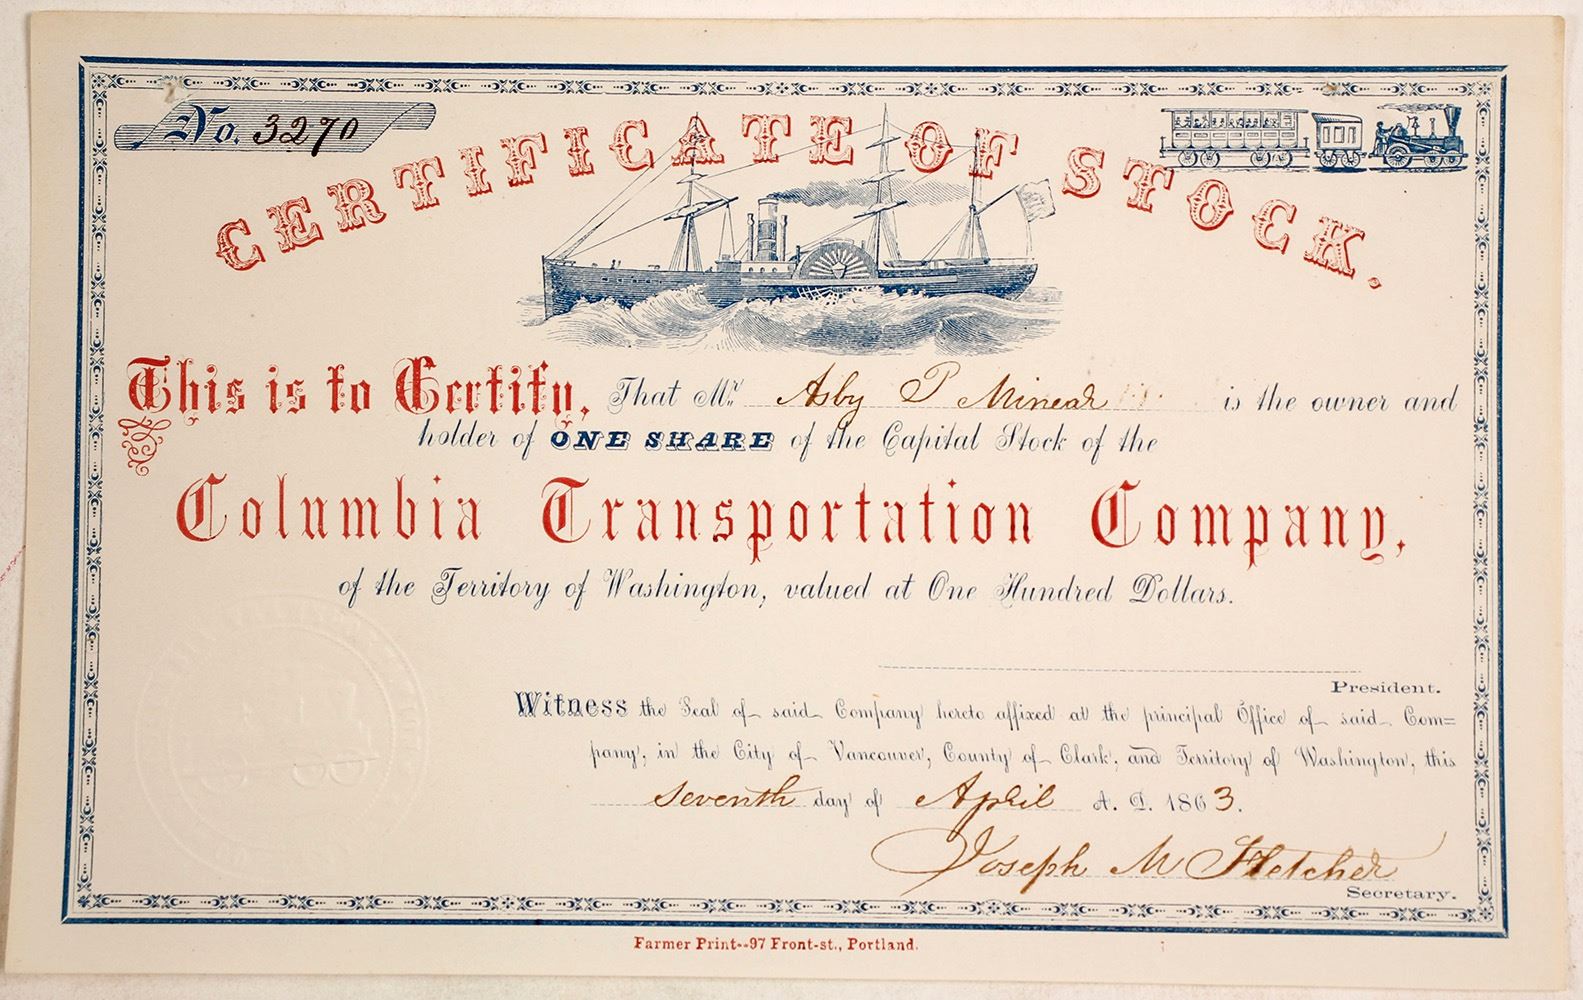 No. 3270
CERTIFICATE OF STOCK.
This is to Certify, That Mr. Asby P Minear is the owner and
holder of ONE SHARE of the Capital Stock of the
Columbia Transportation Company,
of the Territory of Washington, valued at One Hundred Dollars.
President.
Witness the Seal of said Company hereto affixed at the principal Office of said Com=
pany, in the City of Vancouver, County of Clark, and Territory of Washington, this
seventh day of April A. D. 1863.
Joseph M Fletcher
Secretary.
Farmer Print--97 Front-st., Portland.